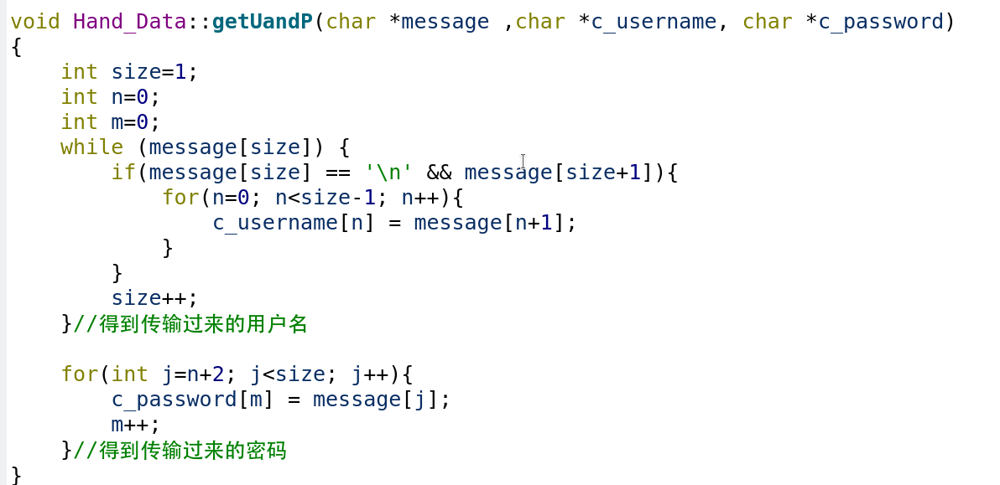 void Hand_Data::getUandP(char *message ,char *c_username, char *c_password)
{
    int size=1;
    int n=0;
    int m=0;
    while (message[size]) {
        if(message[size] == '\n' && message[size+1]){
            for(n=0; n<size-1; n++){
                c_username[n] = message[n+1];
            }
        }
        size++;
    }//得到传输过来的用户名

    for(int j=n+2; j<size; j++){
        c_password[m] = message[j];
        m++;
    }//得到传输过来的密码
}